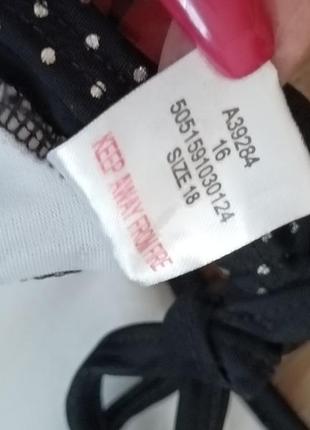 A39284
16
5051591030124
SIZE 18
KEEP AWAY FROM FIRE